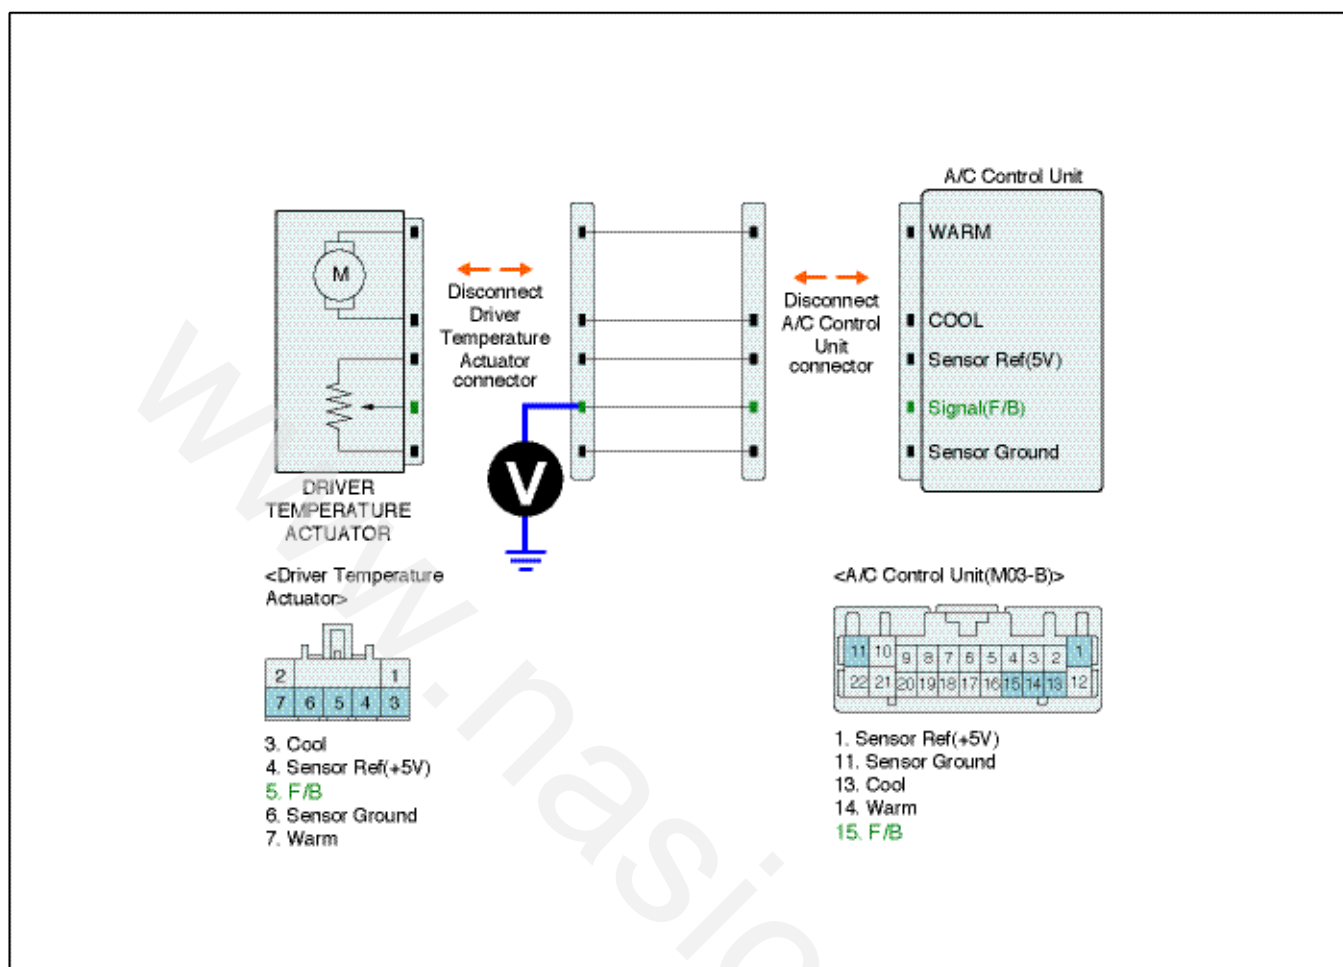 A/C Control Unit
WARM
COOL
Sensor Ref(5V)
Signal(F/B)
Sensor Ground
M
Disconnect
Driver
Temperature
Actuator
connector
Disconnect
A/C Control
Unit
connector
V
DRIVER
TEMPERATURE
ACTUATOR
<Driver Temperature
Actuator>
2 1
7 6 5 4 3
3. Cool
4. Sensor Ref(+5V)
5. F/B
6. Sensor Ground
7. Warm
<A/C Control Unit(M03-B)>
11 10 9 8 7 6 5 4 3 2 1
22 21 20 19 18 17 16 15 14 13 12
1. Sensor Ref(+5V)
11. Sensor Ground
13. Cool
14. Warm
15. F/B
www.nasio